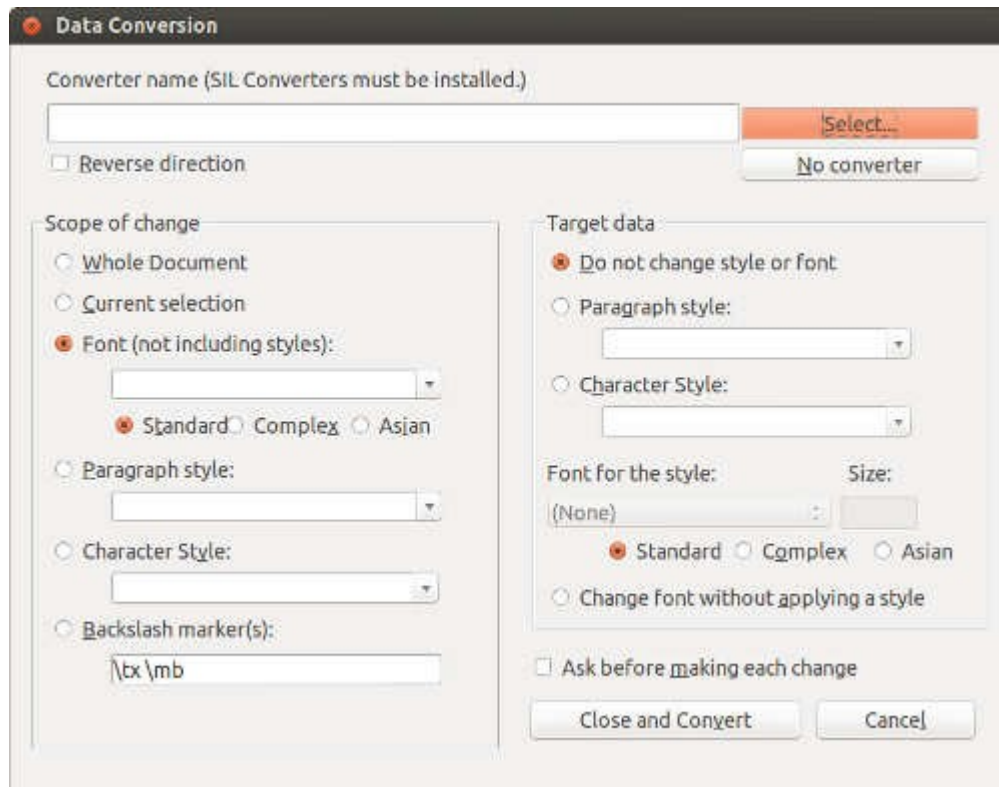 Data Conversion
Converter name (SIL Converters must be installed.)
Select...
Reverse direction
No converter
Scope of change
Whole Document
Current selection
Font (not including styles):
Standard Complex Asian
Paragraph style:
Character Style:
Backslash marker(s):
\tx \mb
Target data
Do not change style or font
Paragraph style:
Character Style:
Font for the style: Size:
(None)
Standard Complex Asian
Change font without applying a style
Ask before making each change
Close and Convert Cancel